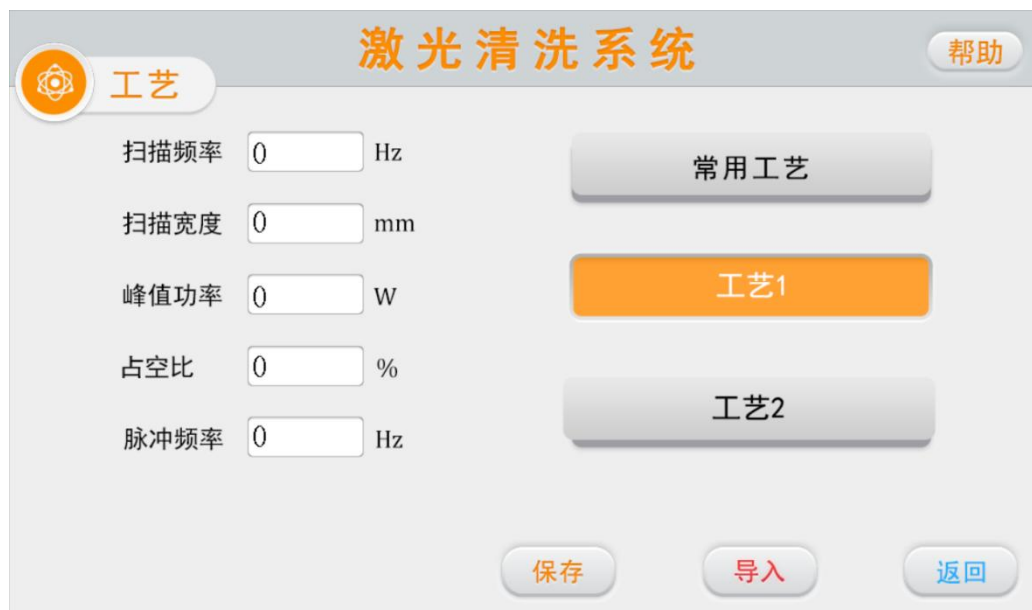 激光清洗系统
帮助
工艺
扫描频率 0 Hz
常用工艺
扫描宽度 0 mm
工艺1
峰值功率 0 W
占空比 0 %
工艺2
脉冲频率 0 Hz
保存 导入 返回